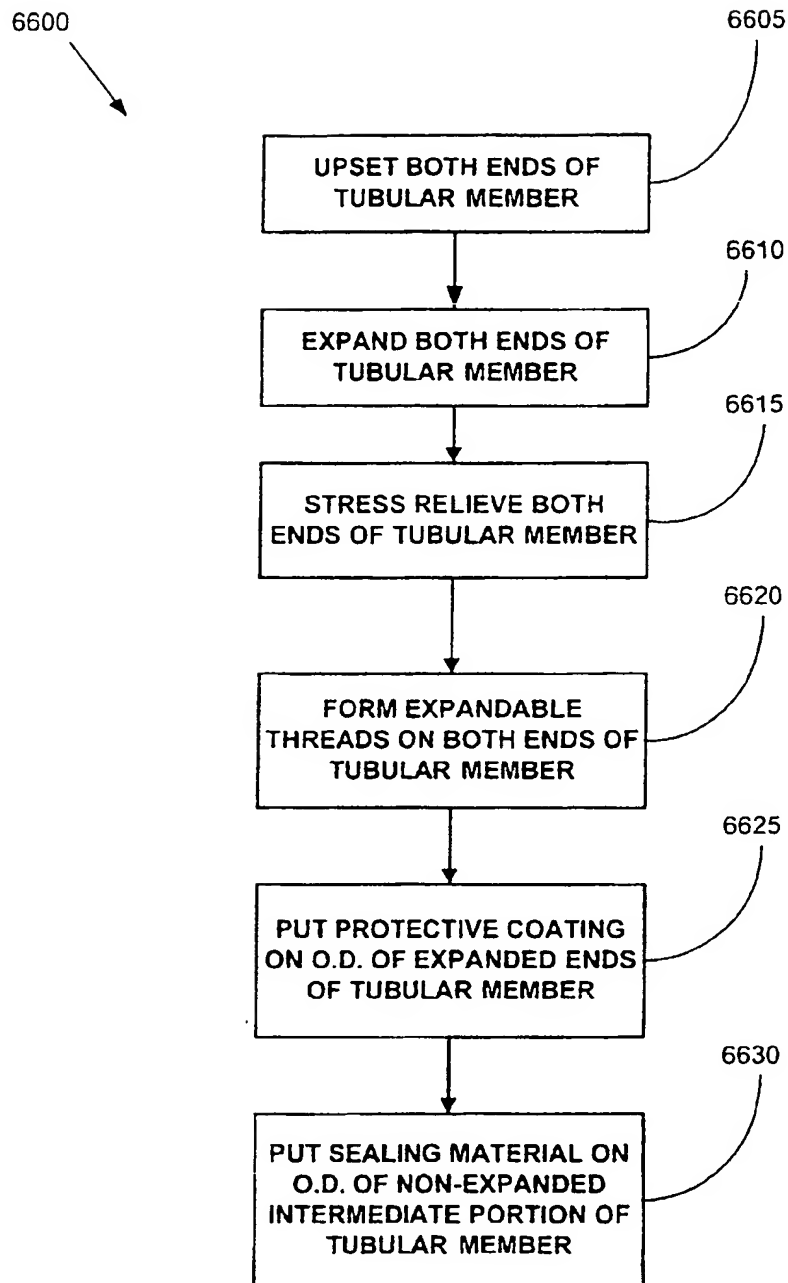 6600
6605
UPSET BOTH ENDS OF
TUBULAR MEMBER
6610
EXPAND BOTH ENDS OF
TUBULAR MEMBER
6615
STRESS RELIEVE BOTH
ENDS OF TUBULAR MEMBER
6620
FORM EXPANDABLE
THREADS ON BOTH ENDS OF
TUBULAR MEMBER
6625
PUT PROTECTIVE COATING
ON O.D. OF EXPANDED ENDS
OF TUBULAR MEMBER
6630
PUT SEALING MATERIAL ON
O.D. OF NON-EXPANDED
INTERMEDIATE PORTION OF
TUBULAR MEMBER